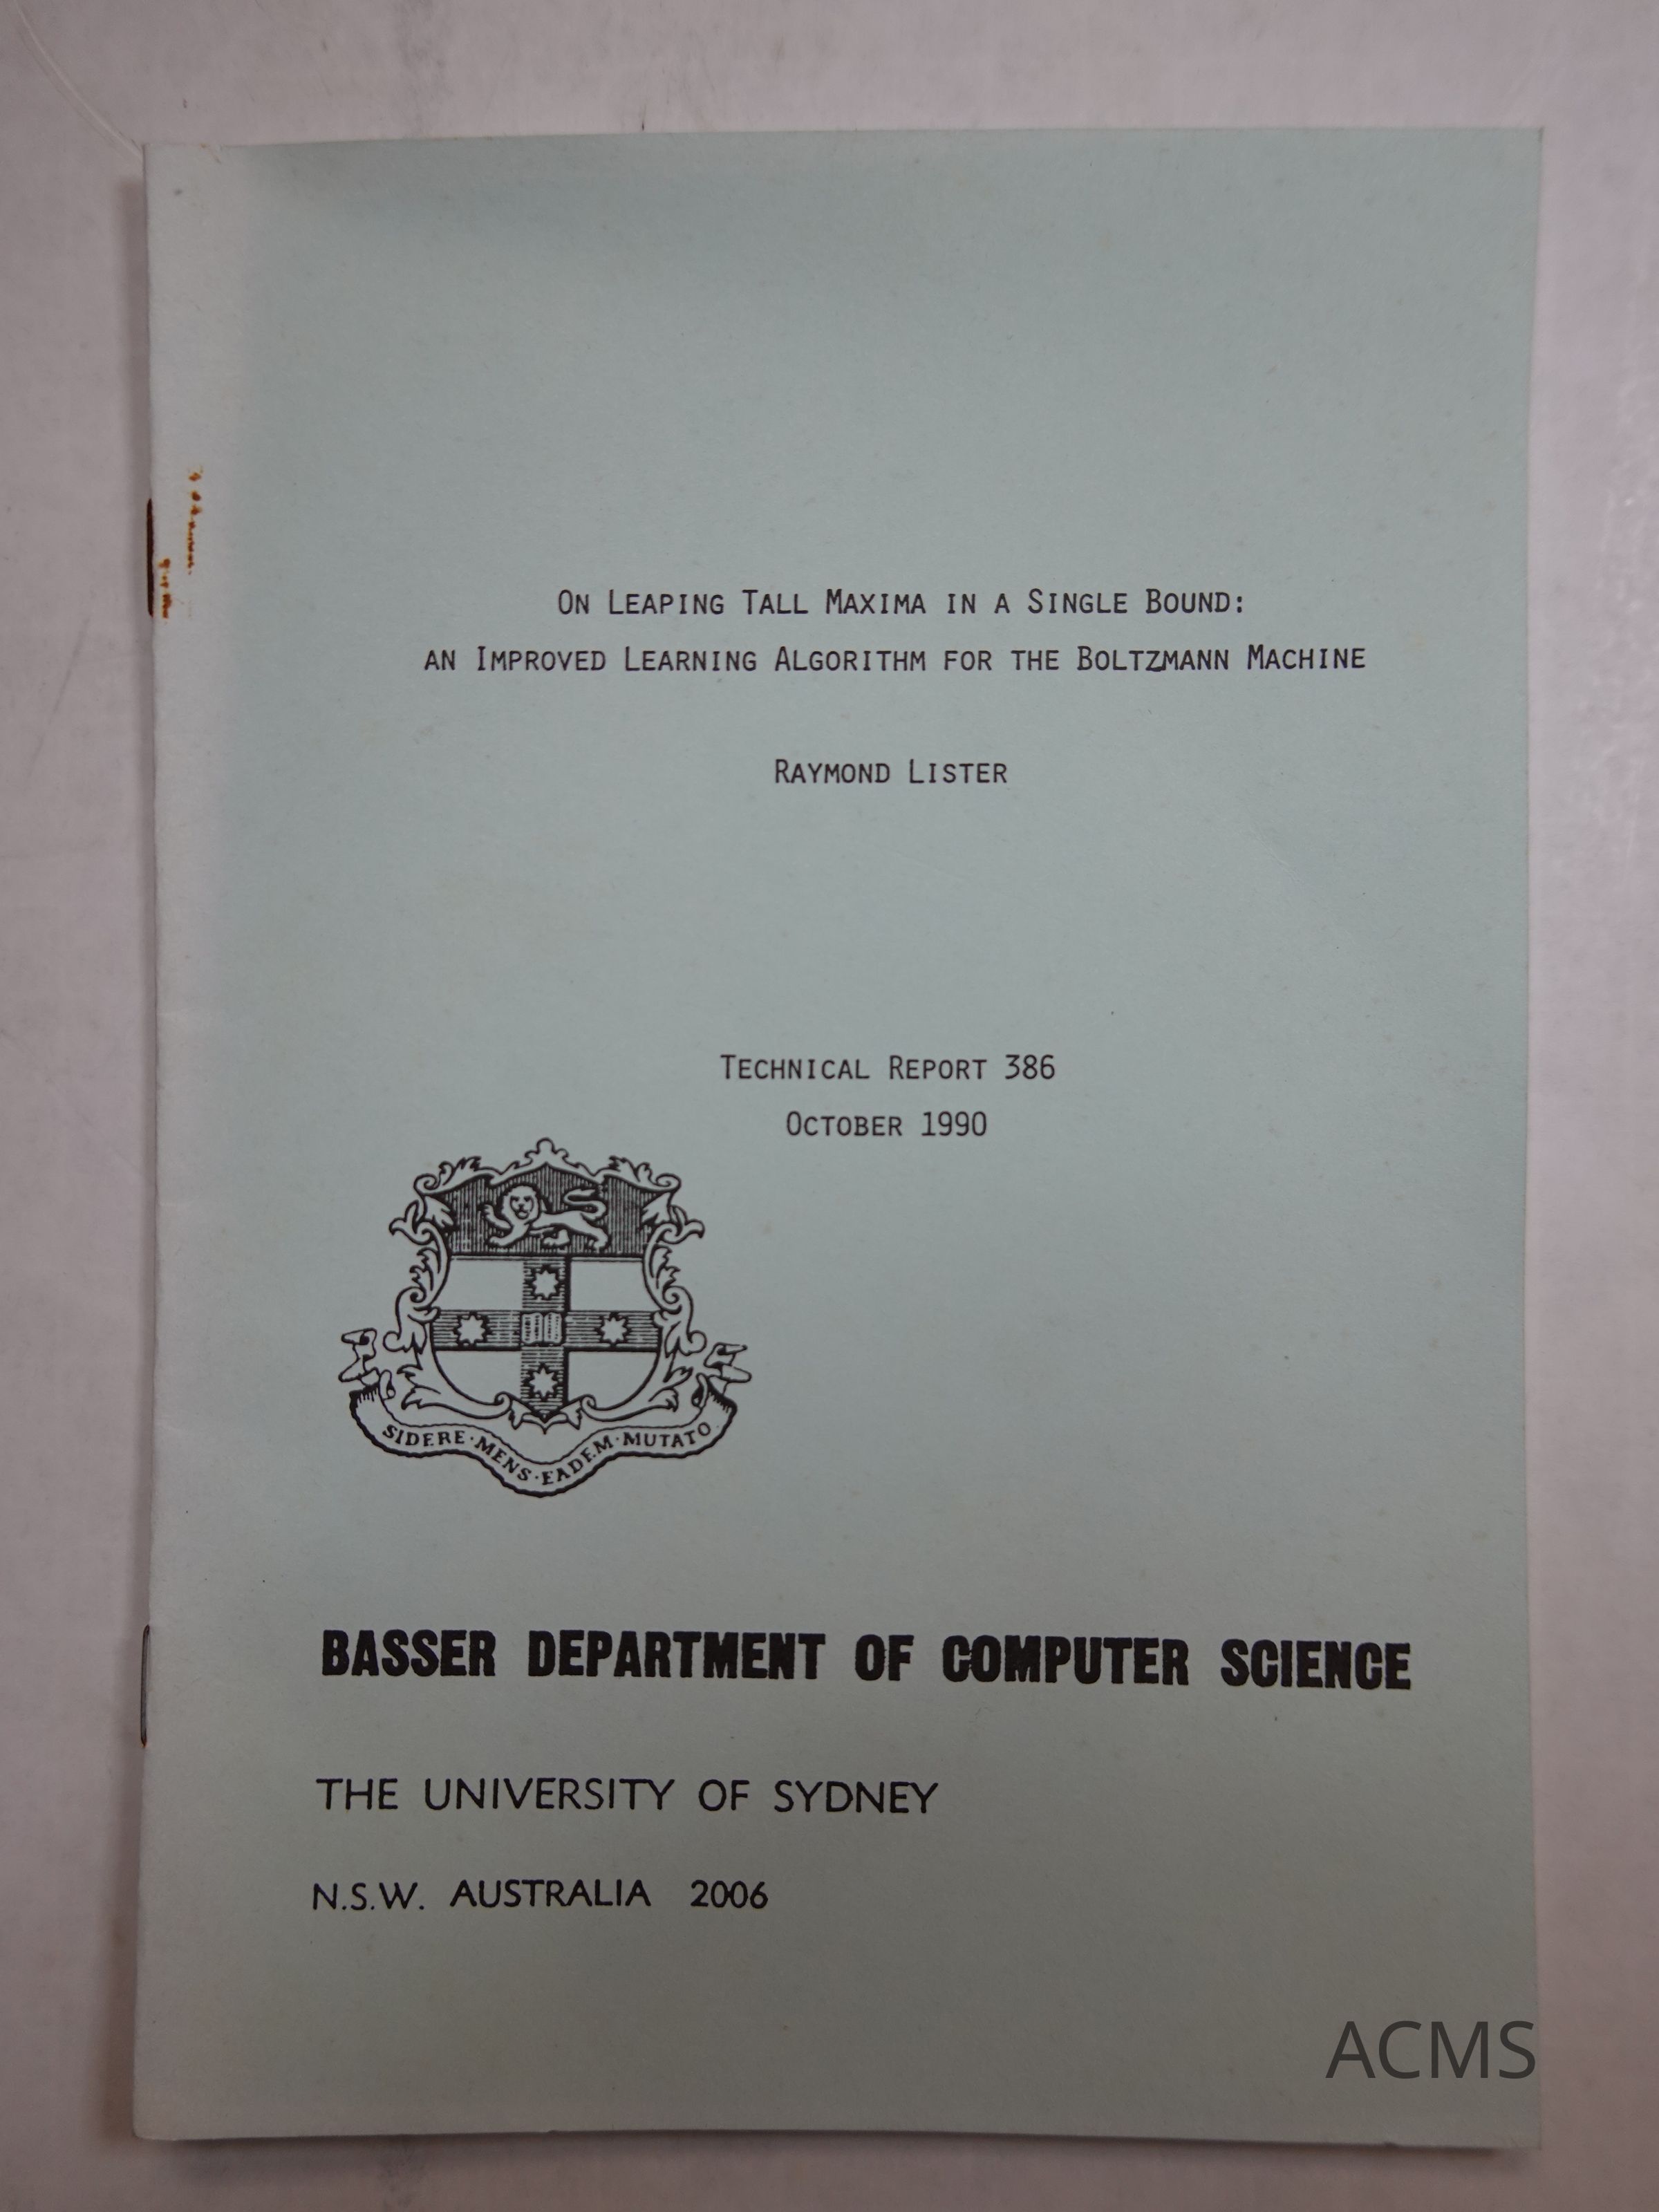 On Leaping Tall Maxima in a Single Bound:
an Improved Learning Algorithm for the Boltzmann Machine
Raymond Lister
Technical Report 386
October 1990
SIDERE·MENS·EADEM·MUTATO
BASSER DEPARTMENT OF COMPUTER SCIENCE
THE UNIVERSITY OF SYDNEY
N.S.W. AUSTRALIA 2006
ACMS